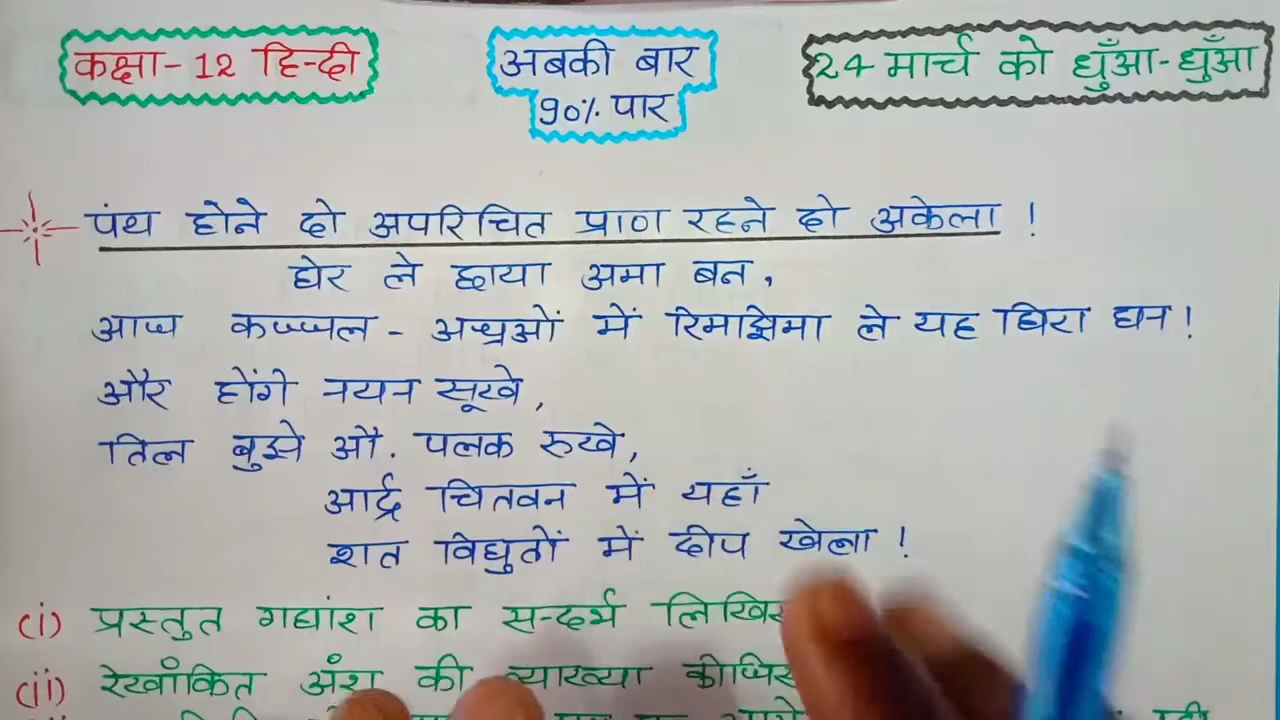 कक्षा-12 हिन्दी
अबकी बार
90% पार
24 मार्च को धुँआ-धुँआ
पंथ होने दो अपरिचित प्राण रहने दो अकेला !
घेर ले छाया अमा बन,
आज कज्जल - अश्रुओं में रिमझिमा ले यह घिरा घन !
और होंगे नयन सूखे,
तिल बुझे औ. पलक रुखे,
आर्द्र चितवन में यहाँ
शत विद्युतों में दीप खेला !
(i) प्रस्तुत गद्यांश का सन्दर्भ
(ii) रेखाँकित अँश की व्याख्या